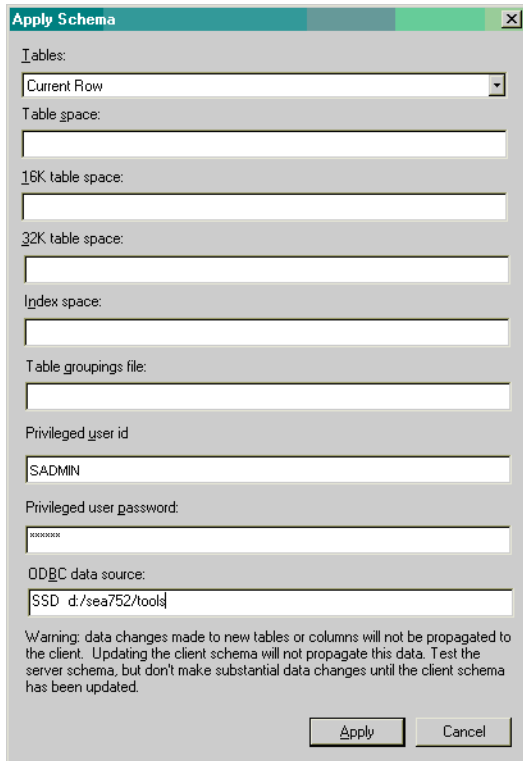 Apply Schema
Tables:
Current Row
Table space:
16K table space:
32K table space:
Index space:
Table groupings file:
Privileged user id
SADMIN
Privileged user password:
××××××
ODBC data source:
SSD d:/sea752/tools
Warning: data changes made to new tables or columns will not be propagated to
the client. Updating the client schema will not propagate this data. Test the
server schema, but don't make substantial data changes until the client schema
has been updated.
Apply
Cancel